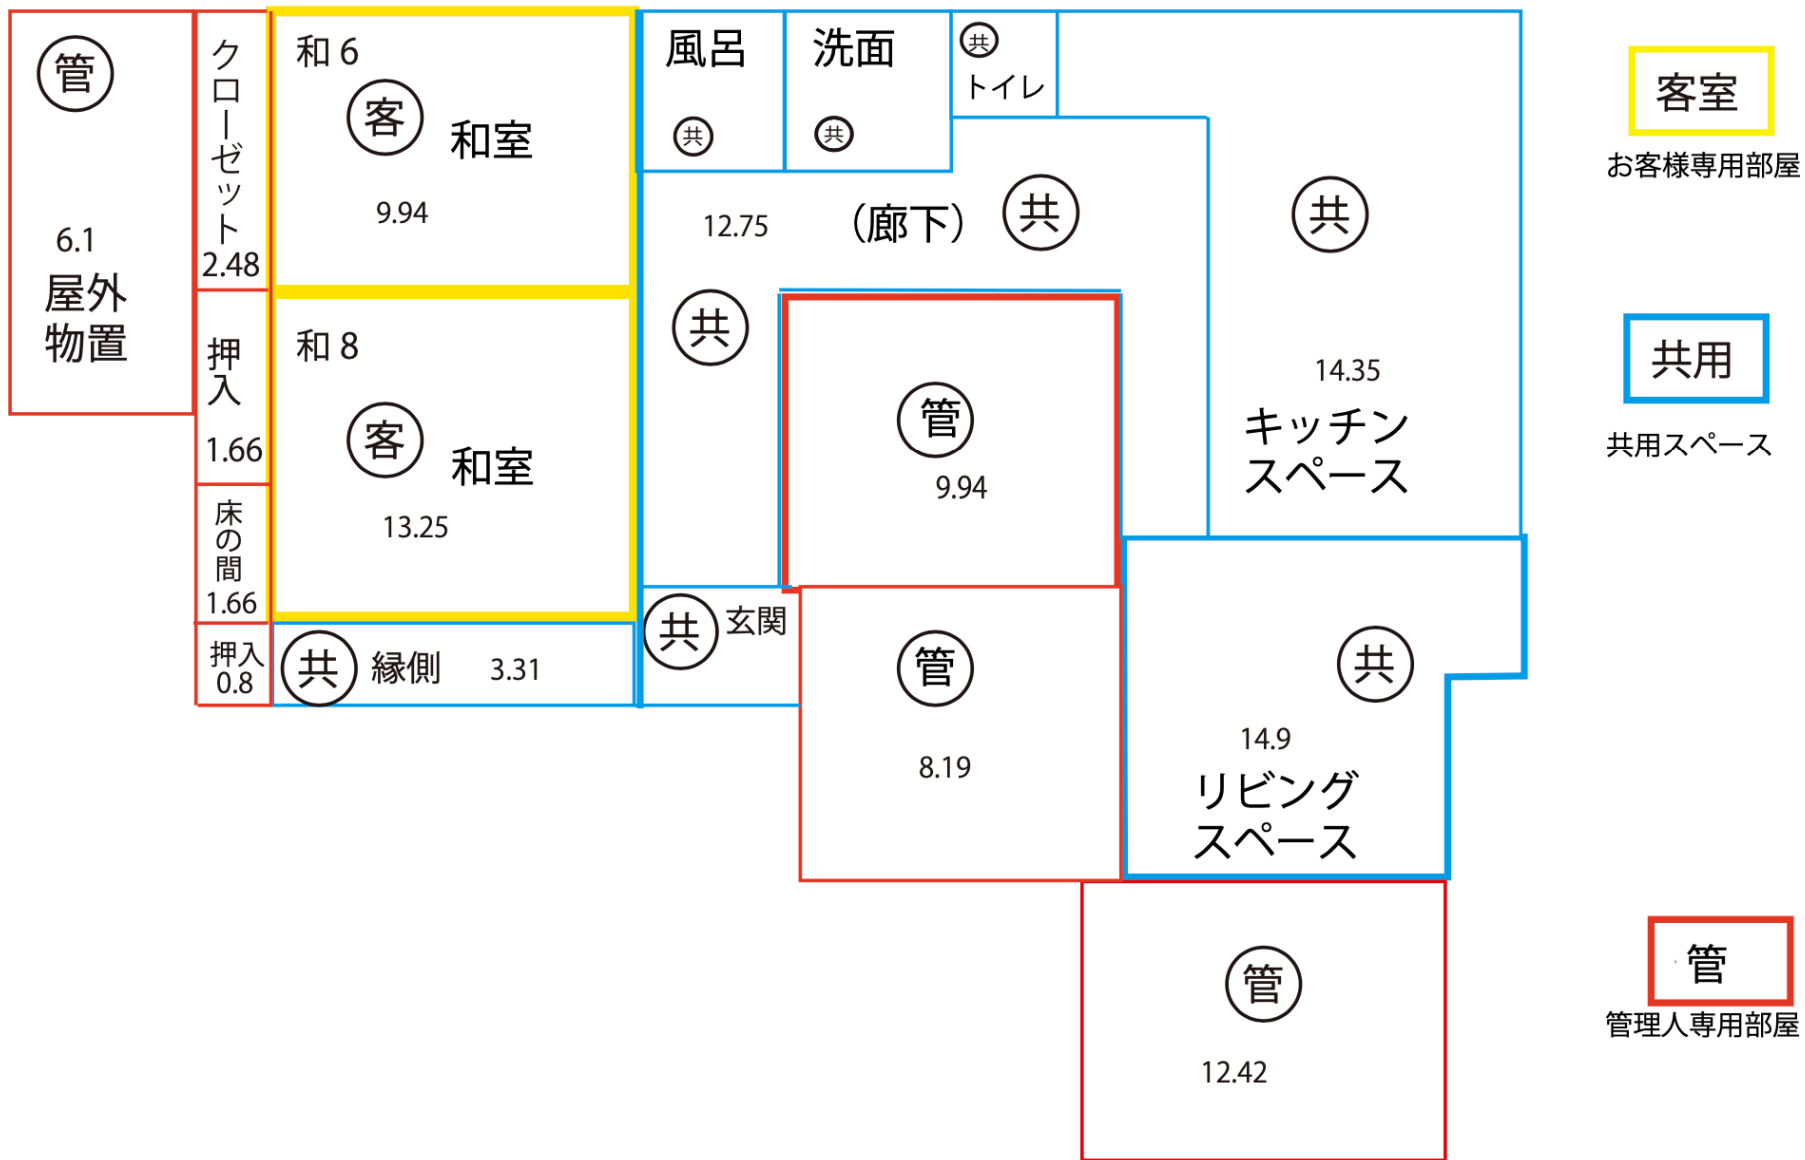 管
6.1
屋外
物置
クローゼット
2.48
押入
1.66
床の間
1.66
押入
0.8
和 6
客
和室
9.94
和 8
客
和室
13.25
共 縁側 3.31
風呂
共
洗面
共
共
トイレ
12.75
（廊下）
共
共
共 玄関
管
9.94
管
8.19
共
14.35
キッチン
スペース
共
14.9
リビング
スペース
管
12.42
客室
お客様専用部屋
共用
共用スペース
管
管理人専用部屋